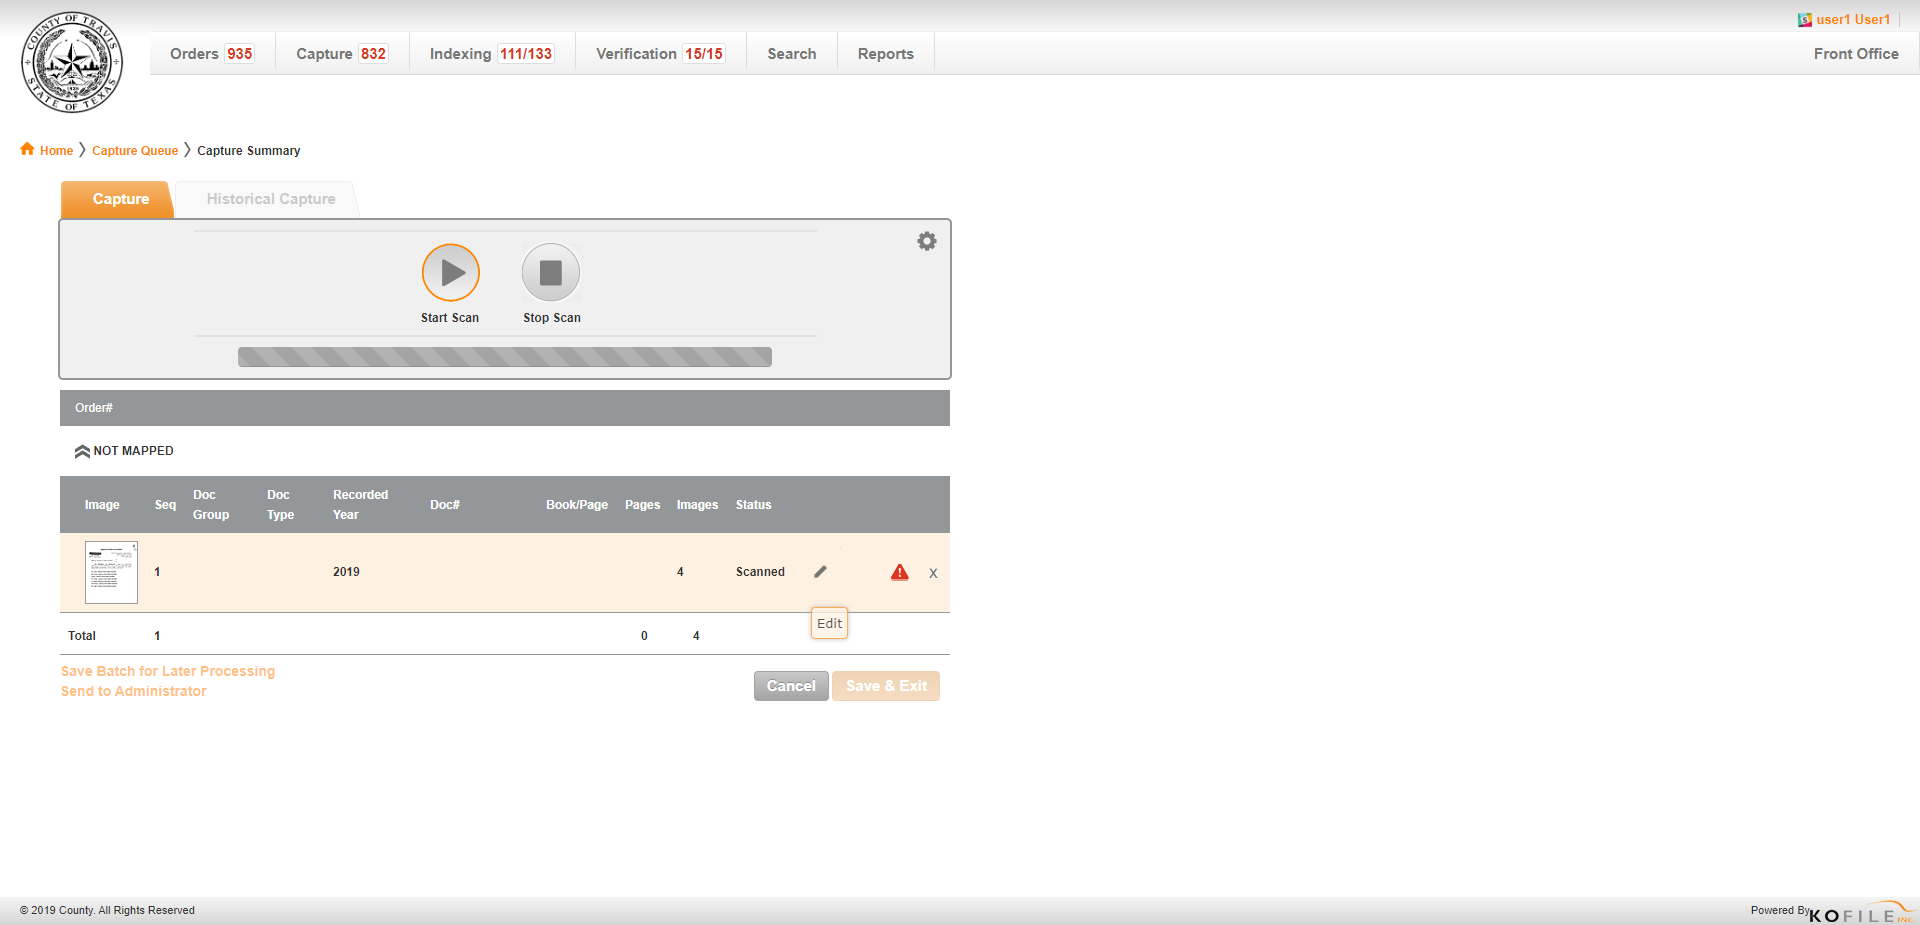 COUNTY OF TRAVIS
STATE OF TEXAS
user1 User1
Orders 935 Capture 832 Indexing 111/133 Verification 15/15 Search Reports Front Office
Home Capture Queue Capture Summary
Capture Historical Capture
Start Scan Stop Scan
Order#
NOT MAPPED
Image Seq Doc Group Doc Type Recorded Year Doc# Book/Page Pages Images Status
1 2019 4 Scanned X
Edit
Total 1 0 4
Save Batch for Later Processing
Send to Administrator
Cancel Save & Exit
© 2019 County. All Rights Reserved
Powered By KOFILE INC.